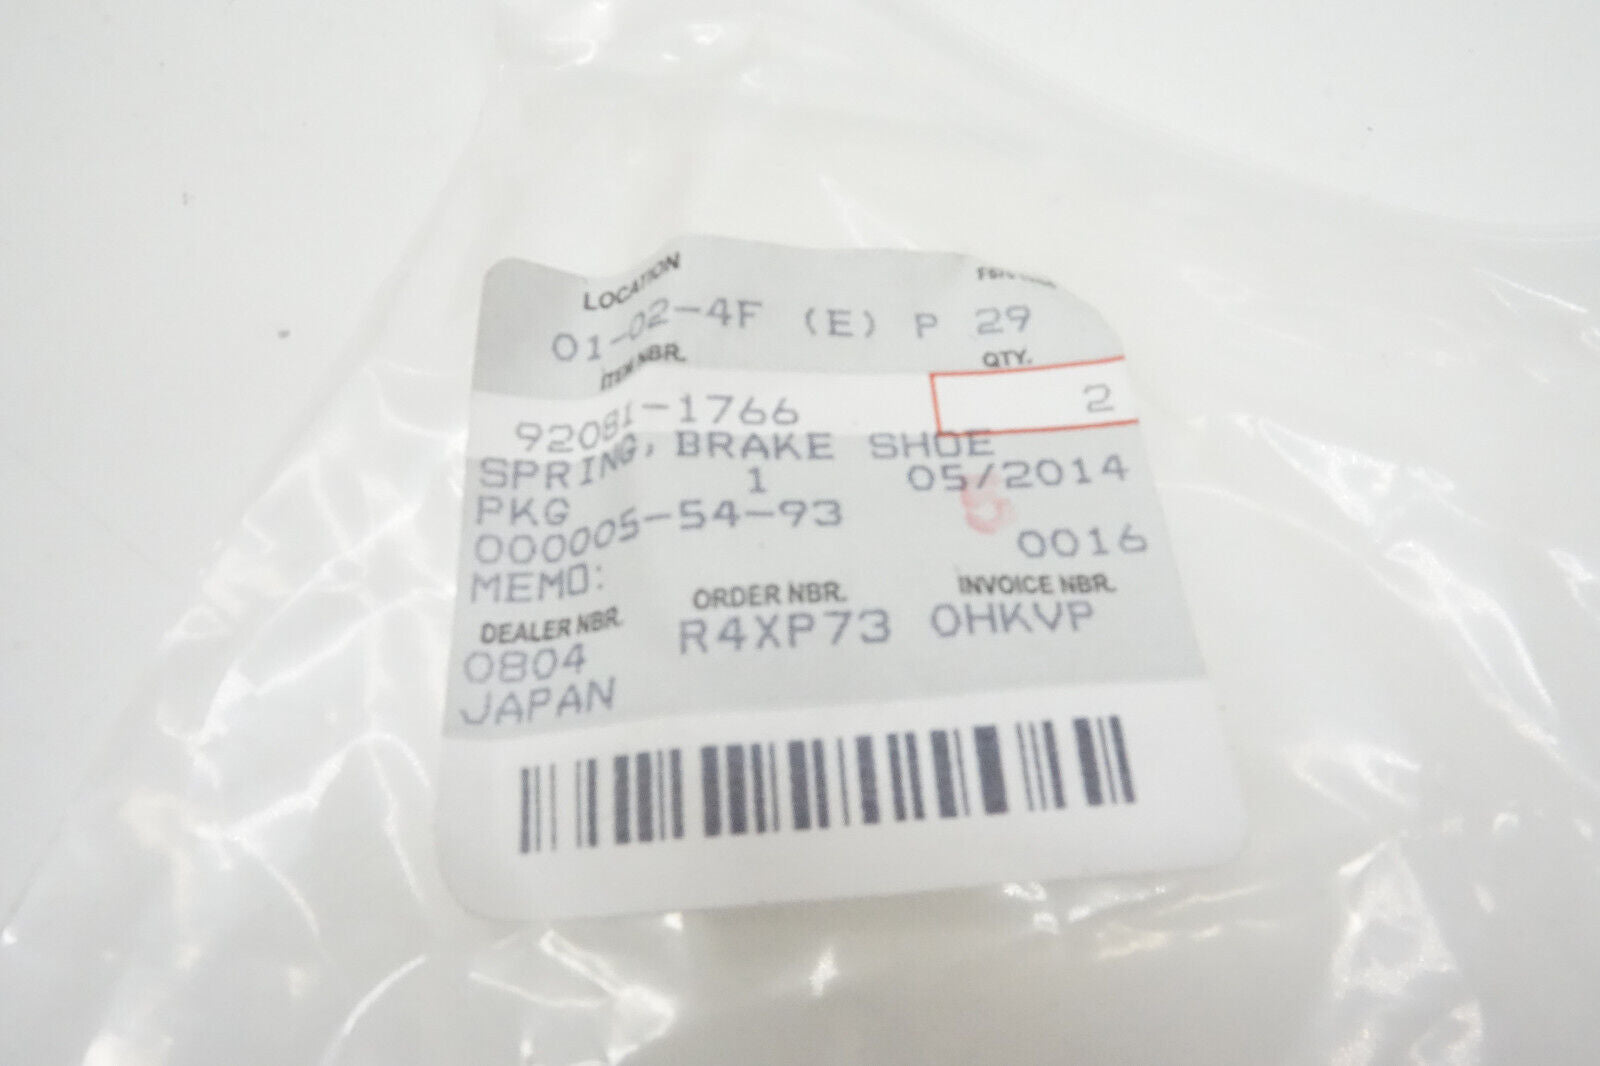 LOCATION
01-02-4F (E) P 29
ITEM NBR. QTY.
92081-1766 2
SPRING, BRAKE SHOE
1 05/2014
PKG
000005-54-93
0016
MEMO:
DEALER NBR. ORDER NBR. INVOICE NBR.
0804 R4XP73 0HKVP
JAPAN